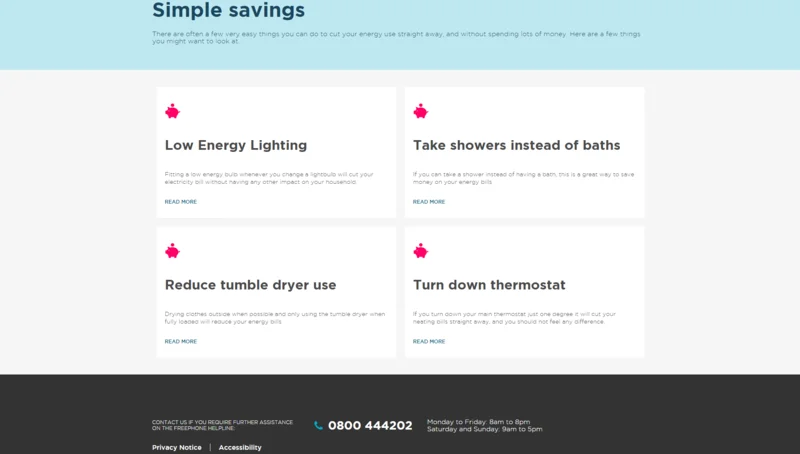 Simple savings
There are often a few very easy things you can do to cut your energy use straight away, and without spending lots of money. Here are a few things
you might want to look at.
Low Energy Lighting
Fitting a low energy bulb whenever you change a lightbulb will cut your
electricity bill without having any other impact on your household.
READ MORE
Take showers instead of baths
If you can take a shower instead of having a bath, this is a great way to save
money on your energy bills
READ MORE
Reduce tumble dryer use
Drying clothes outside when possible and only using the tumble dryer when
fully loaded will reduce your energy bills
READ MORE
Turn down thermostat
If you turn down your main thermostat just one degree it will cut your
heating bills straight away, and you should not feel any difference.
READ MORE
CONTACT US IF YOU REQUIRE FURTHER ASSISTANCE
ON THE FREEPHONE HELPLINE:
0800 444202
Monday to Friday: 8am to 8pm
Saturday and Sunday: 9am to 5pm
Privacy Notice | Accessibility